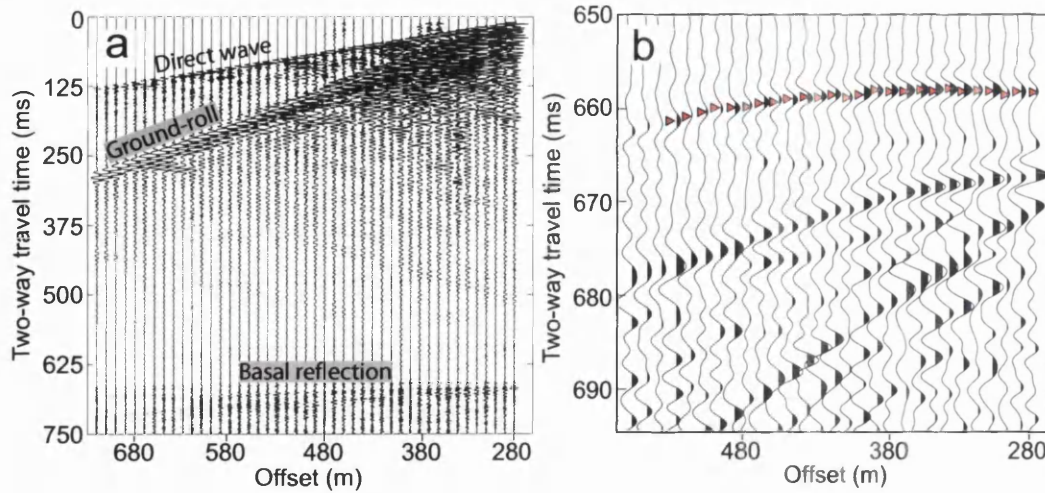 a
Direct wave
Ground-roll
Basal reflection
Two-way travel time (ms)
0
125
250
375
500
625
750
680 580 480 380 280
Offset (m)
b
Two-way travel time (ms)
650
660
670
680
690
480 380 280
Offset (m)